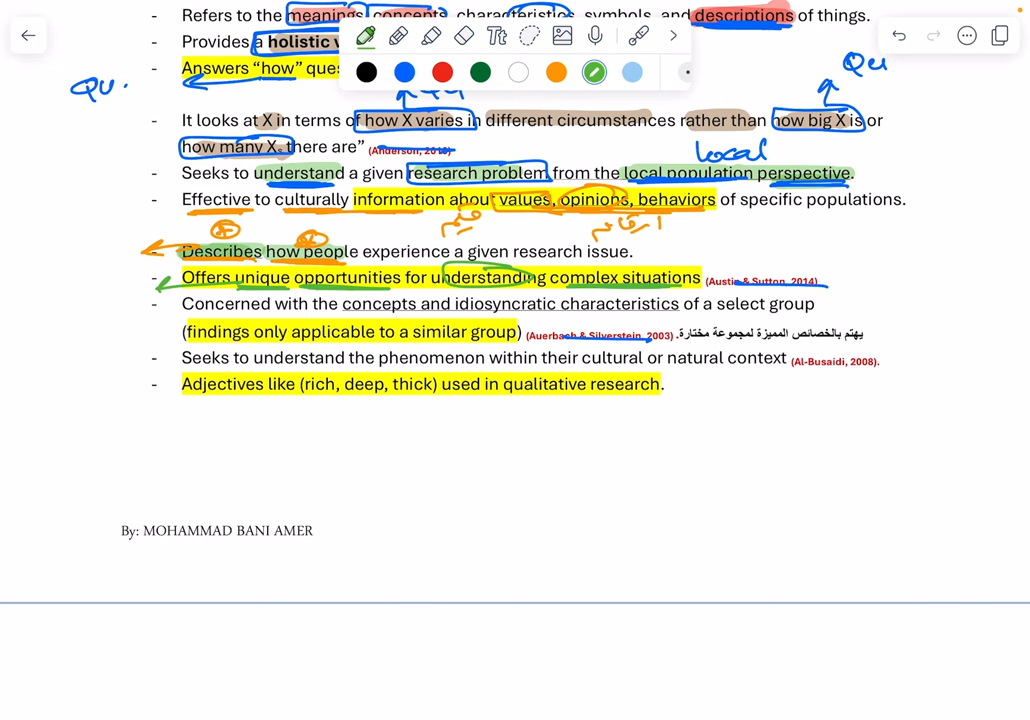 - Refers to the meanings, concepts, characteristics, symbols, and descriptions of things.
- Provides a holistic
- Answers "how"
Qu.
Qu
- It looks at X in terms of how X varies in different circumstances rather than how big X is or
how many Xs there are" (Anderson,
local
- Seeks to understand a given research problem from the local population perspective.
- Effective to culturally information about values, opinions, behaviors of specific populations.
قيم
- Describes how people experience a given research issue.
- Offers unique opportunities for understanding complex situations (Austin & Sutton, 2014)
- Concerned with the concepts and idiosyncratic characteristics of a select group
(findings only applicable to a similar group) (Auerbach & Silverstein, 2003). يهتم بالخصائص المميزة لمجموعة مختارة.
- Seeks to understand the phenomenon within their cultural or natural context (Al-Busaidi, 2008).
- Adjectives like (rich, deep, thick) used in qualitative research.
By: MOHAMMAD BANI AMER